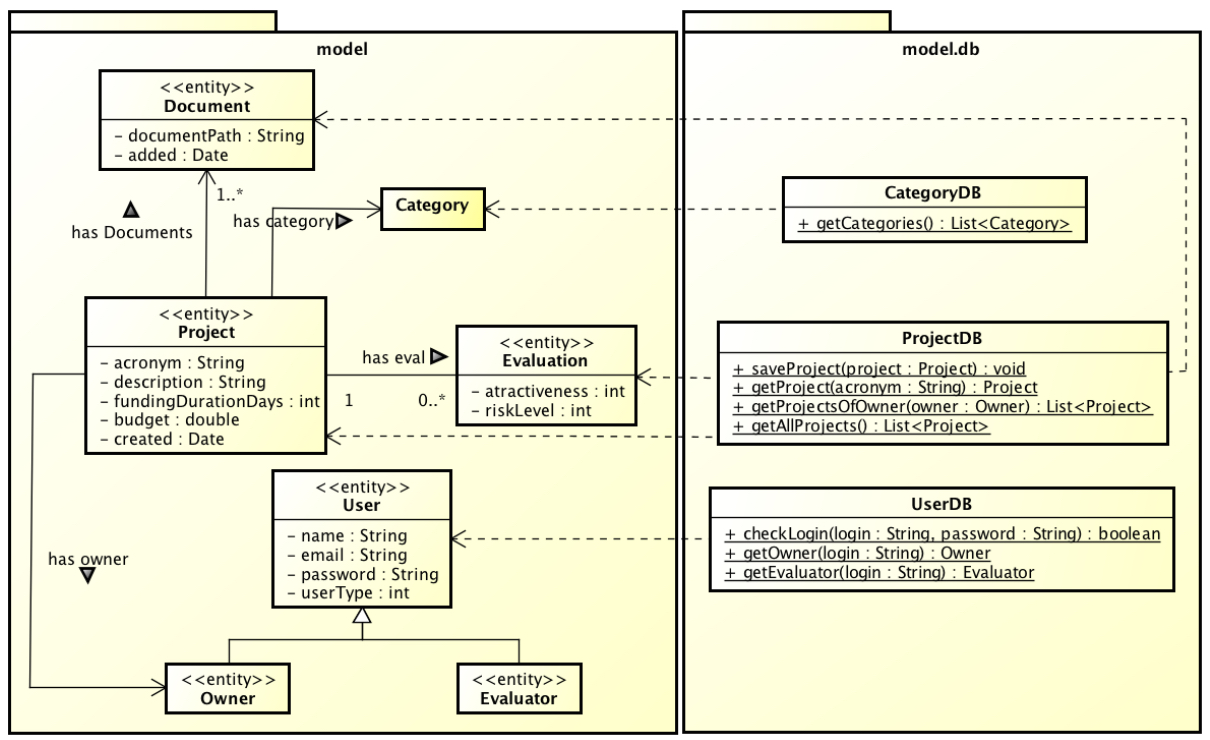 model
<<entity>>
Document
– documentPath : String
– added : Date
1..*
has Documents
has category
Category
<<entity>>
Project
– acronym : String
– description : String
– fundingDurationDays : int
– budget : double
– created : Date
has eval
1
0..*
<<entity>>
Evaluation
– atractiveness : int
– riskLevel : int
<<entity>>
User
– name : String
– email : String
– password : String
– userType : int
has owner
<<entity>>
Owner
<<entity>>
Evaluator
model.db
CategoryDB
+ getCategories() : List<Category>
ProjectDB
+ saveProject(project : Project) : void
+ getProject(acronym : String) : Project
+ getProjectsOfOwner(owner : Owner) : List<Project>
+ getAllProjects() : List<Project>
UserDB
+ checkLogin(login : String, password : String) : boolean
+ getOwner(login : String) : Owner
+ getEvaluator(login : String) : Evaluator